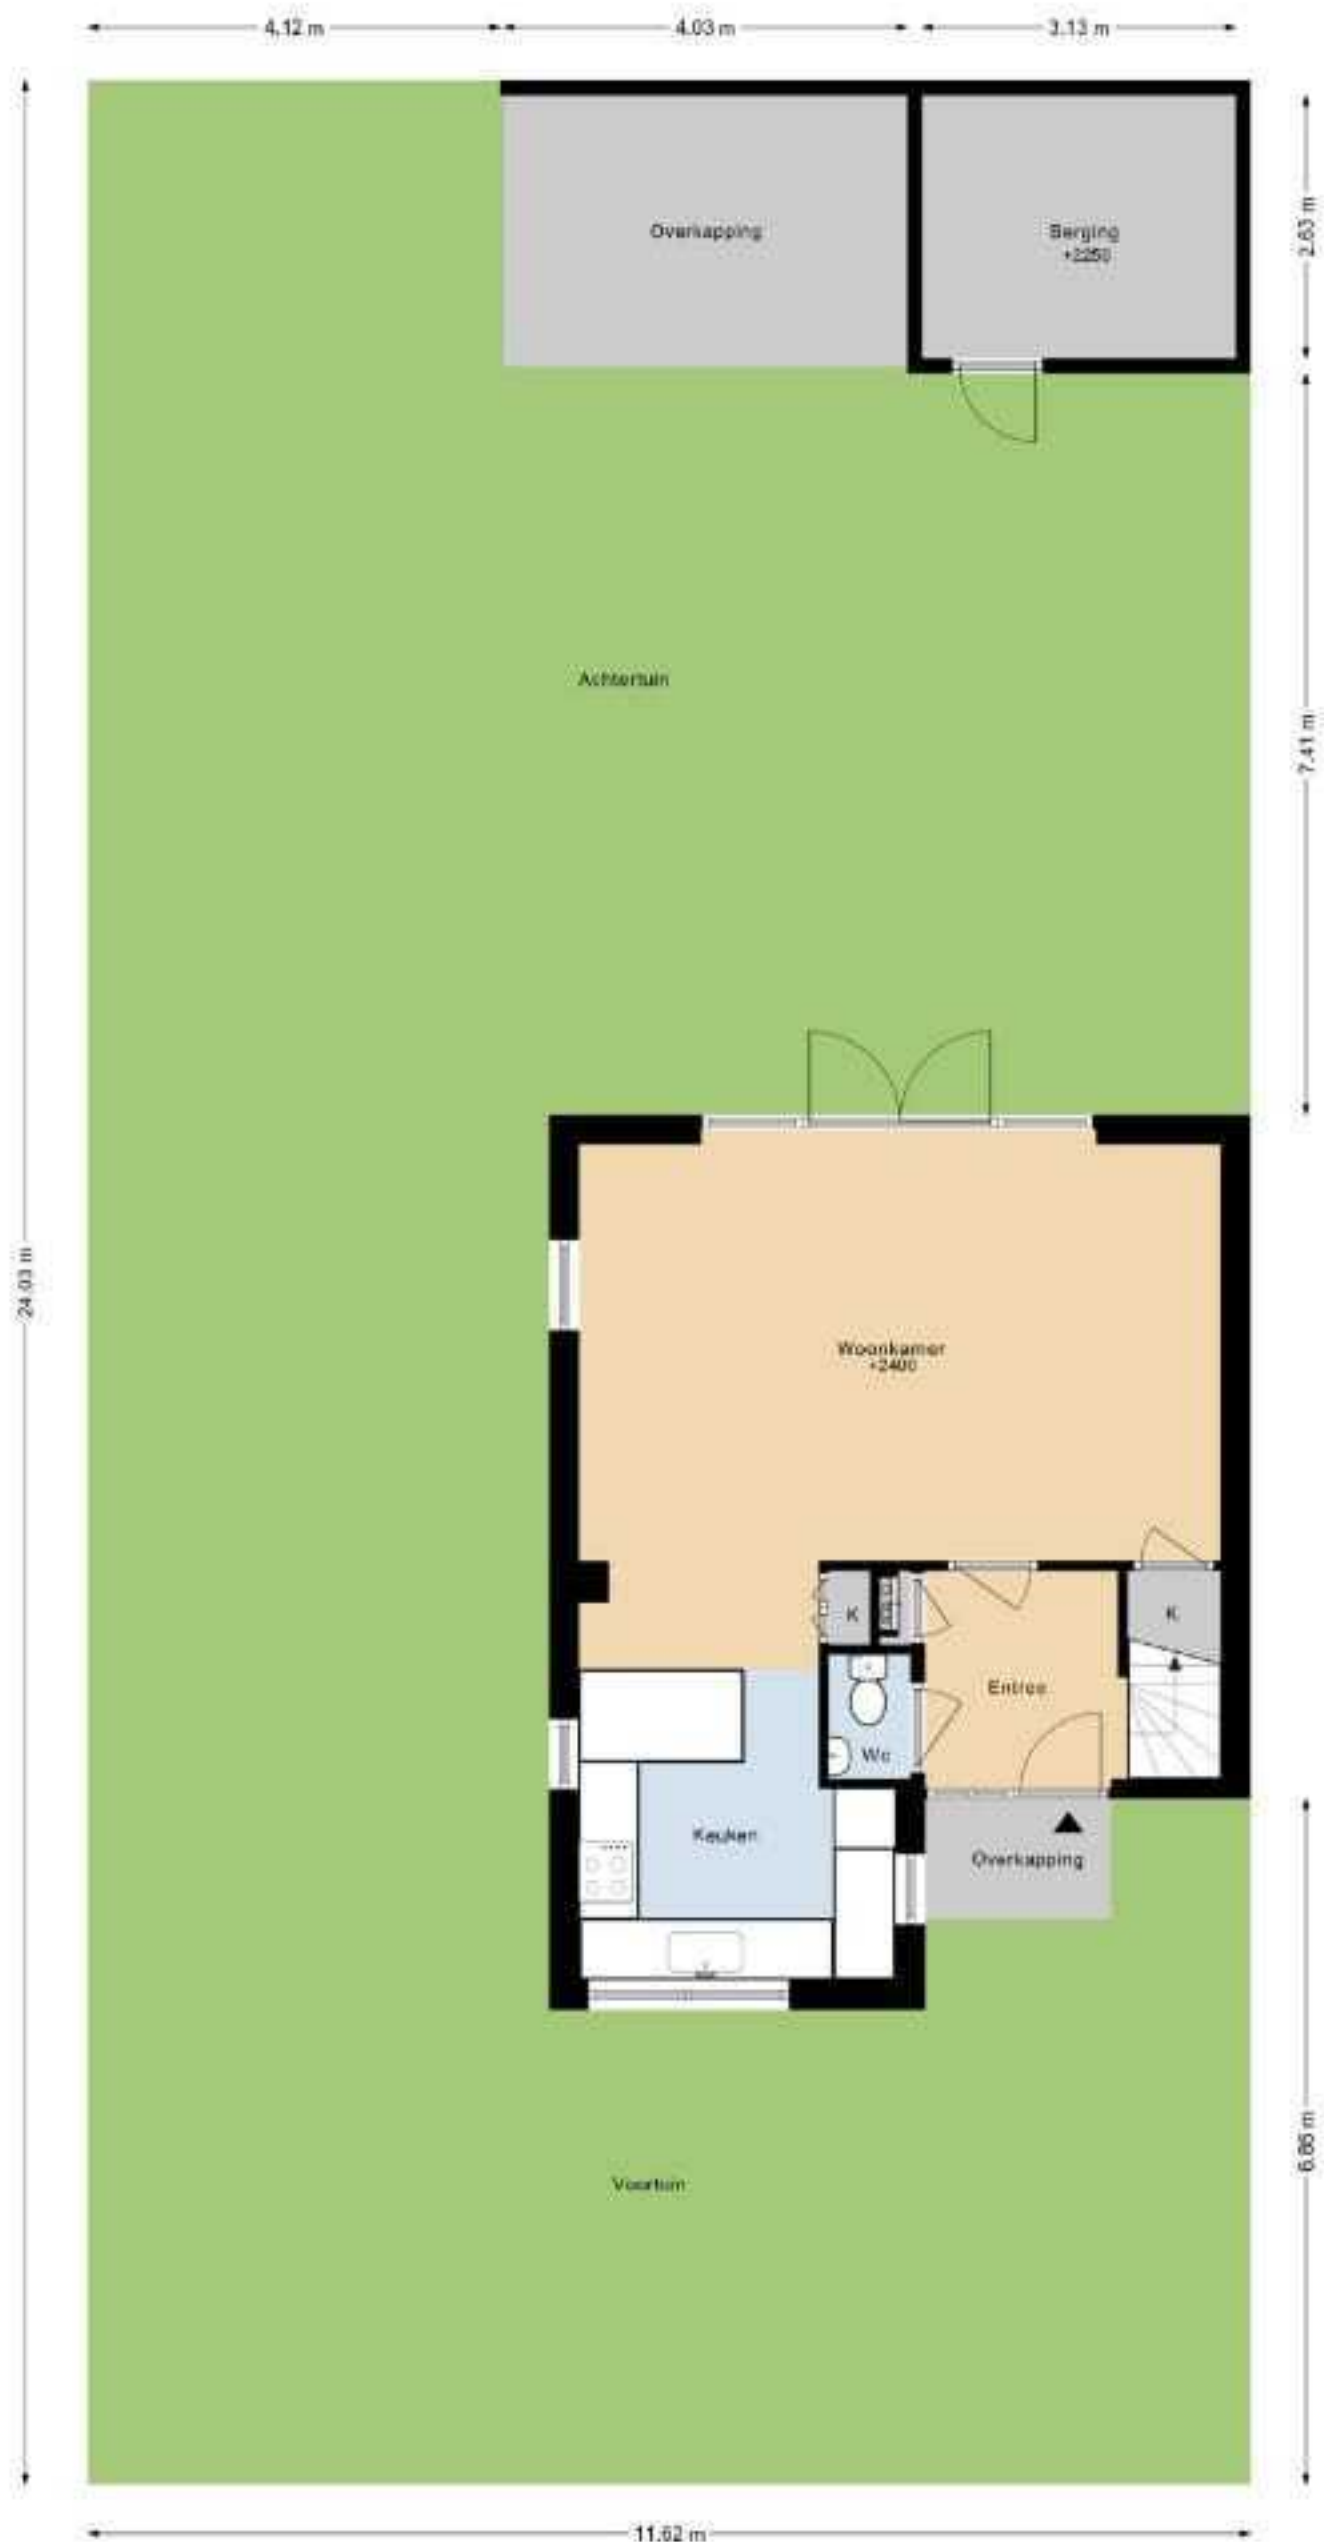 4.12 m
4.03 m
3.13 m
Overkapping
Berging
+2250
2.63 m
Achtertuin
7.41 m
24.03 m
Woonkamer
+2400
K
K
Entree
Wc
Keuken
Overkapping
6.86 m
Voortuin
11.62 m